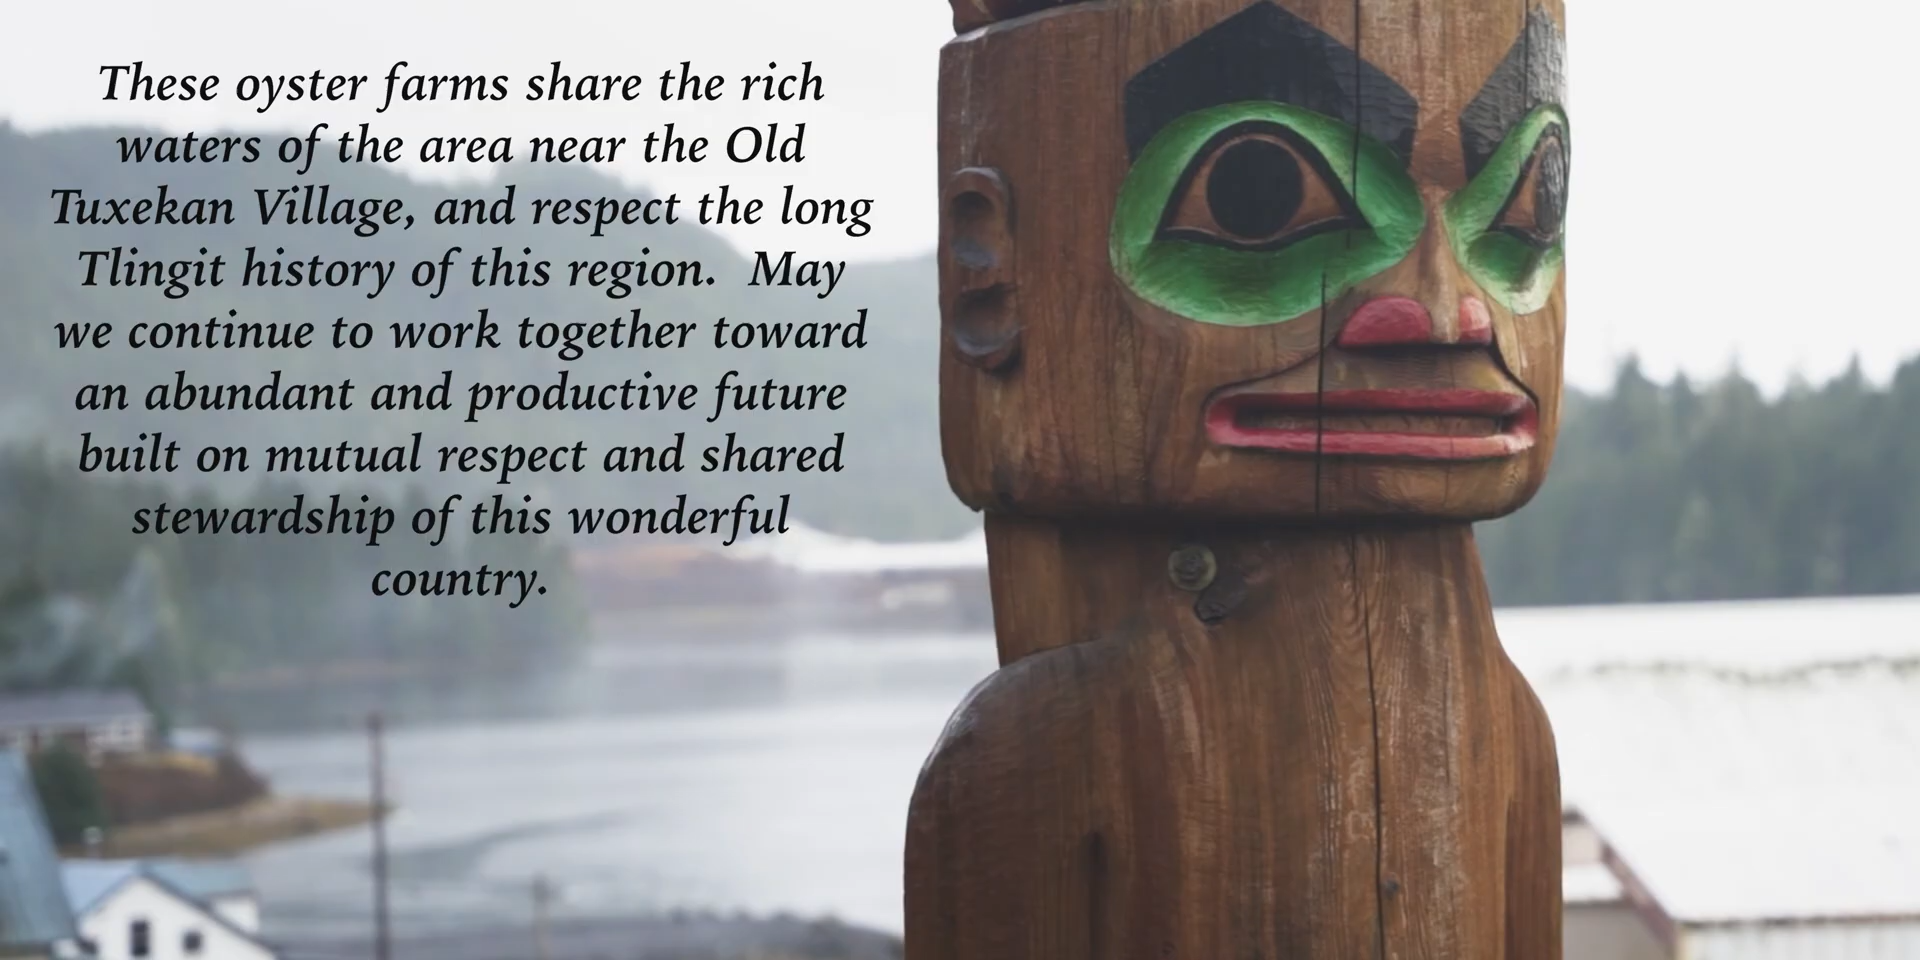 These oyster farms share the rich
waters of the area near the Old
Tuxekan Village, and respect the long
Tlingit history of this region.  May
we continue to work together toward
an abundant and productive future
built on mutual respect and shared
stewardship of this wonderful
country.